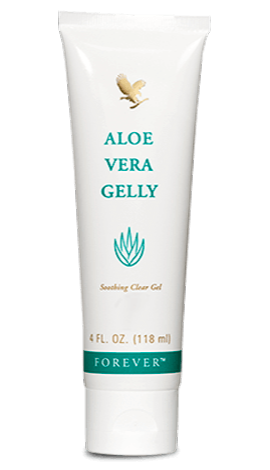 ALOE
VERA
GELLY
Soothing Clear Gel
4 FL. OZ. (118 ml)
FOREVER™